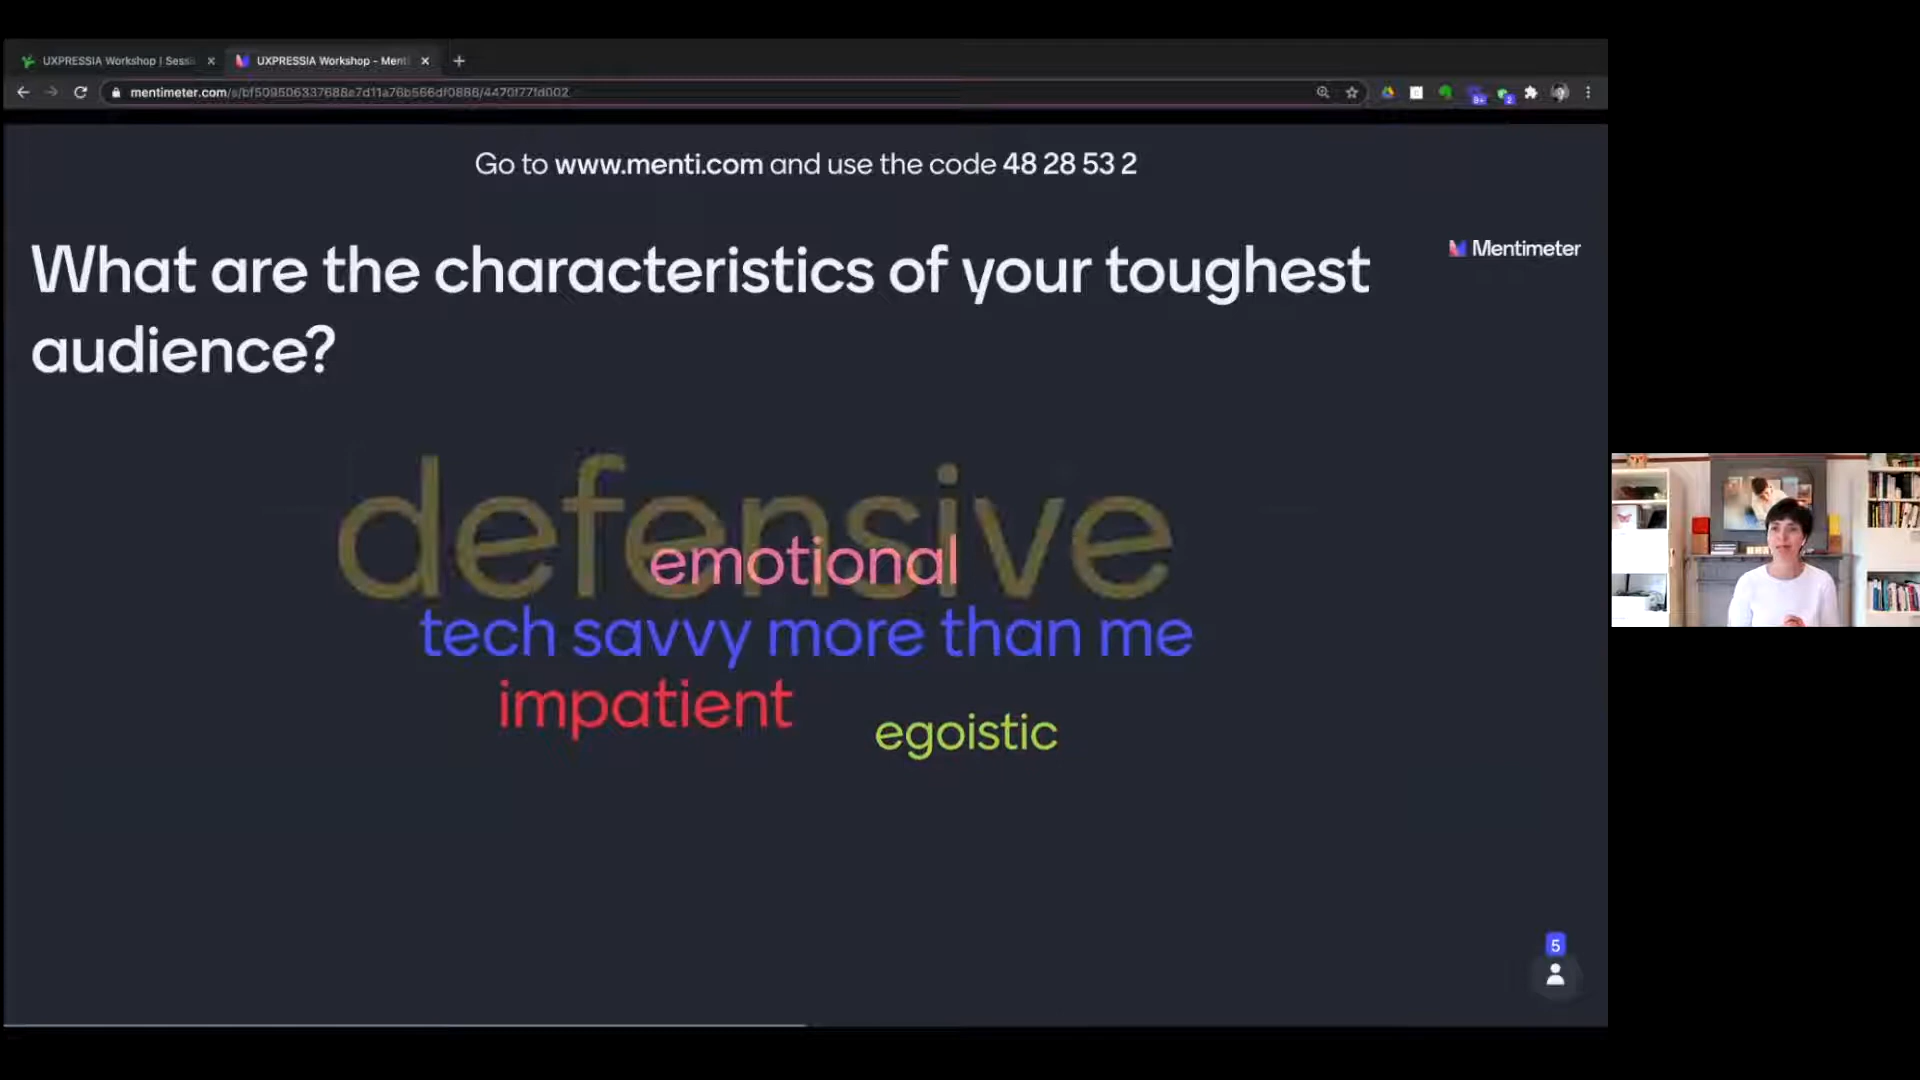 UXPRESSIA Workshop | Sessi
UXPRESSIA Workshop - Menti
mentimeter.com
Go to www.menti.com and use the code 48 28 53 2
What are the characteristics of your toughest
audience?
Mentimeter
defensive
emotional
tech savvy more than me
impatient
egoistic
5